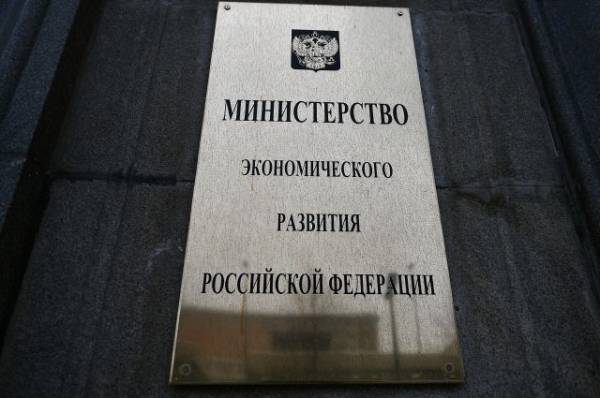 МИНИСТЕРСТВО
ЭКОНОМИЧЕСКОГО
РАЗВИТИЯ
РОССИЙСКОЙ ФЕДЕРАЦИИ